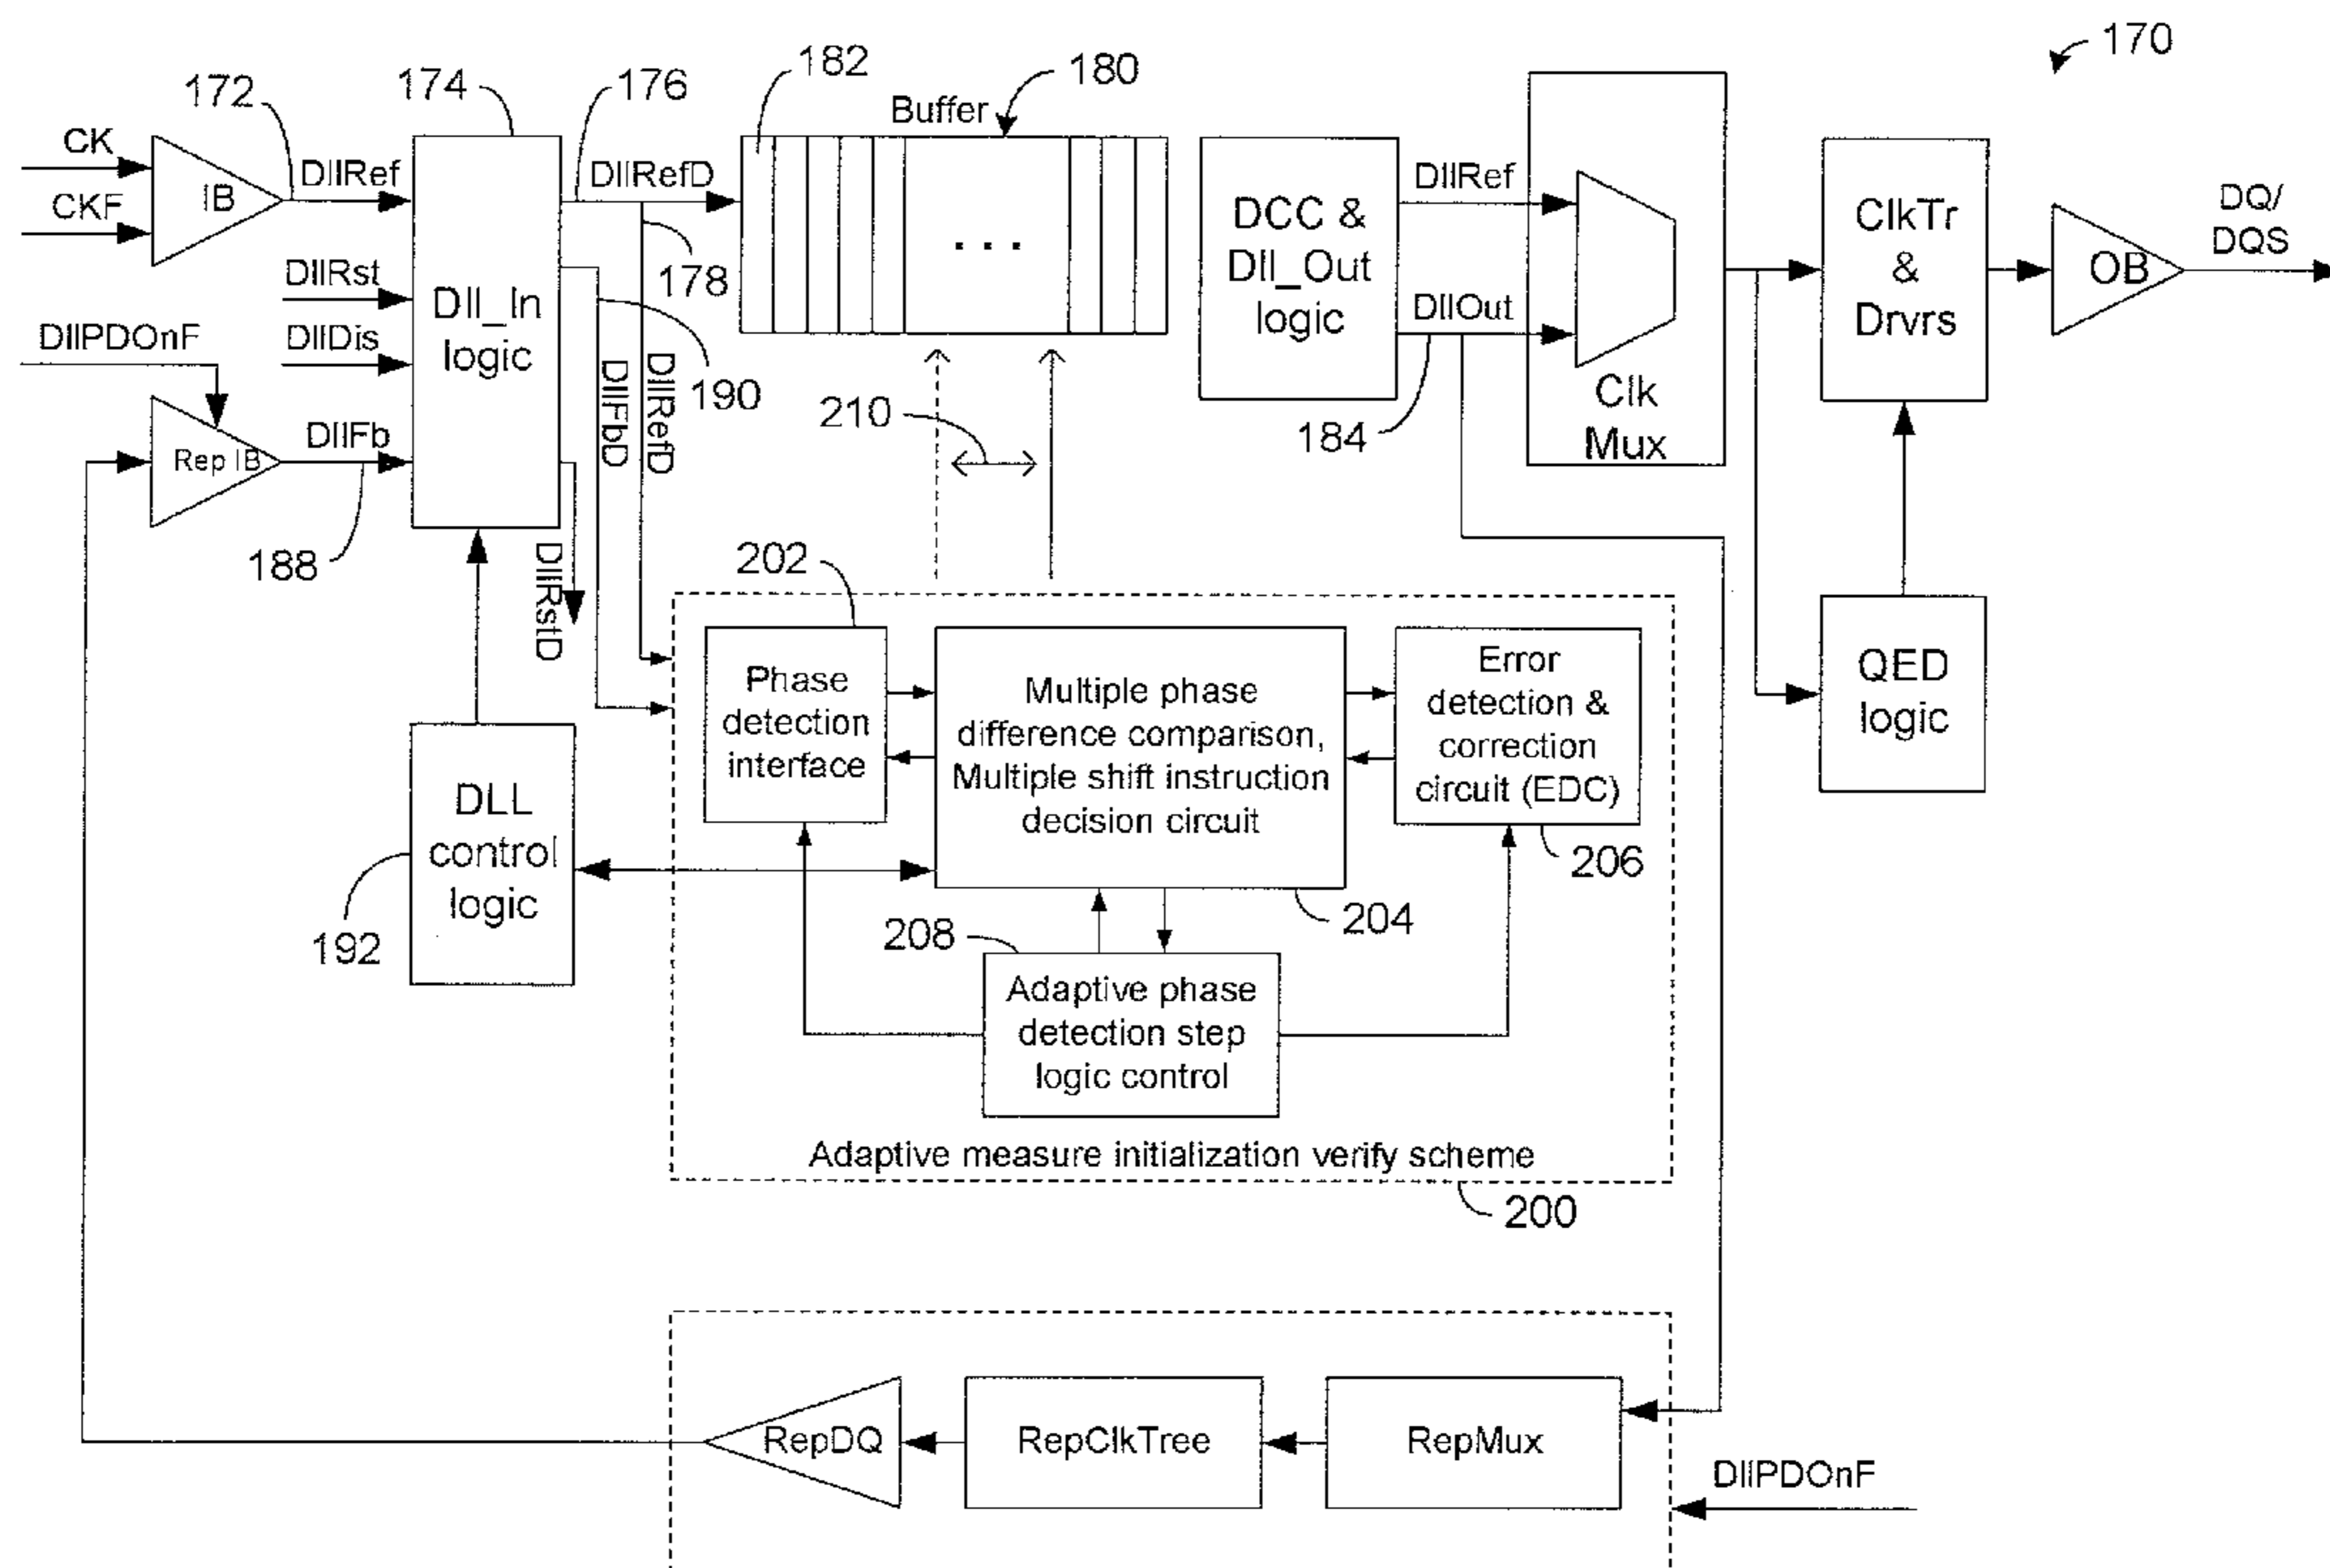 170
182
180
172
174
176
Buffer
CK
DllRef
DllRefD
CKF
IB
DllRef
DCC &
Dll_Out
logic
ClkTr
&
Drvrs
DQ/
DQS
OB
. . .
178
DllRst
Dll_In
logic
DllOut
DllPDOnF
DllDis
190
DllFbD
DllRefD
210
184
Clk
Mux
Rep IB
DllFb
188
DllRstD
202
Phase
detection
interface
Multiple phase
difference comparison,
Multiple shift instruction
decision circuit
Error
detection &
correction
circuit (EDC)
QED
logic
DLL
control
logic
206
204
208
192
Adaptive phase
detection step
logic control
Adaptive measure initialization verify scheme
200
RepDQ
RepClkTree
RepMux
DllPDOnF